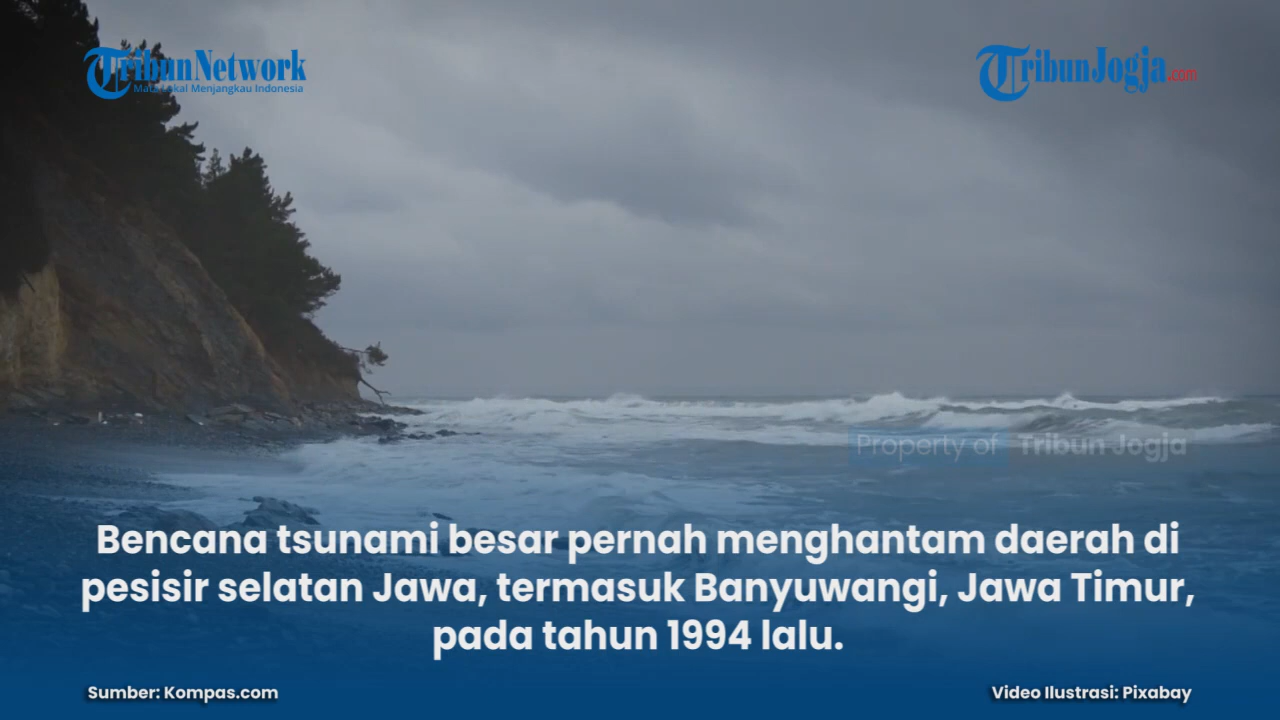 TribunNetwork
Mata Lokal Menjangkau Indonesia
TribunJogja.com
Property of Tribun Jogja
Bencana tsunami besar pernah menghantam daerah di
pesisir selatan Jawa, termasuk Banyuwangi, Jawa Timur,
pada tahun 1994 lalu.
Sumber: Kompas.com
Video Ilustrasi: Pixabay